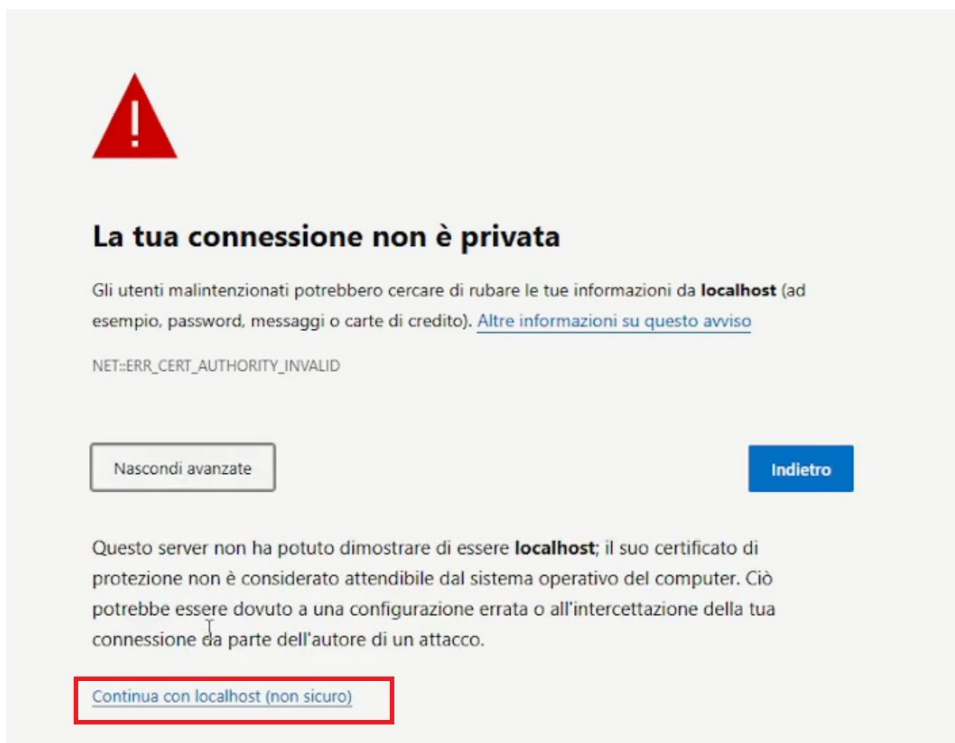 La tua connessione non è privata
Gli utenti malintenzionati potrebbero cercare di rubare le tue informazioni da localhost (ad
esempio, password, messaggi o carte di credito). Altre informazioni su questo avviso
NET::ERR_CERT_AUTHORITY_INVALID
Nascondi avanzate
Indietro
Questo server non ha potuto dimostrare di essere localhost; il suo certificato di
protezione non è considerato attendibile dal sistema operativo del computer. Ciò
potrebbe essere dovuto a una configurazione errata o all'intercettazione della tua
connessione da parte dell'autore di un attacco.
Continua con localhost (non sicuro)